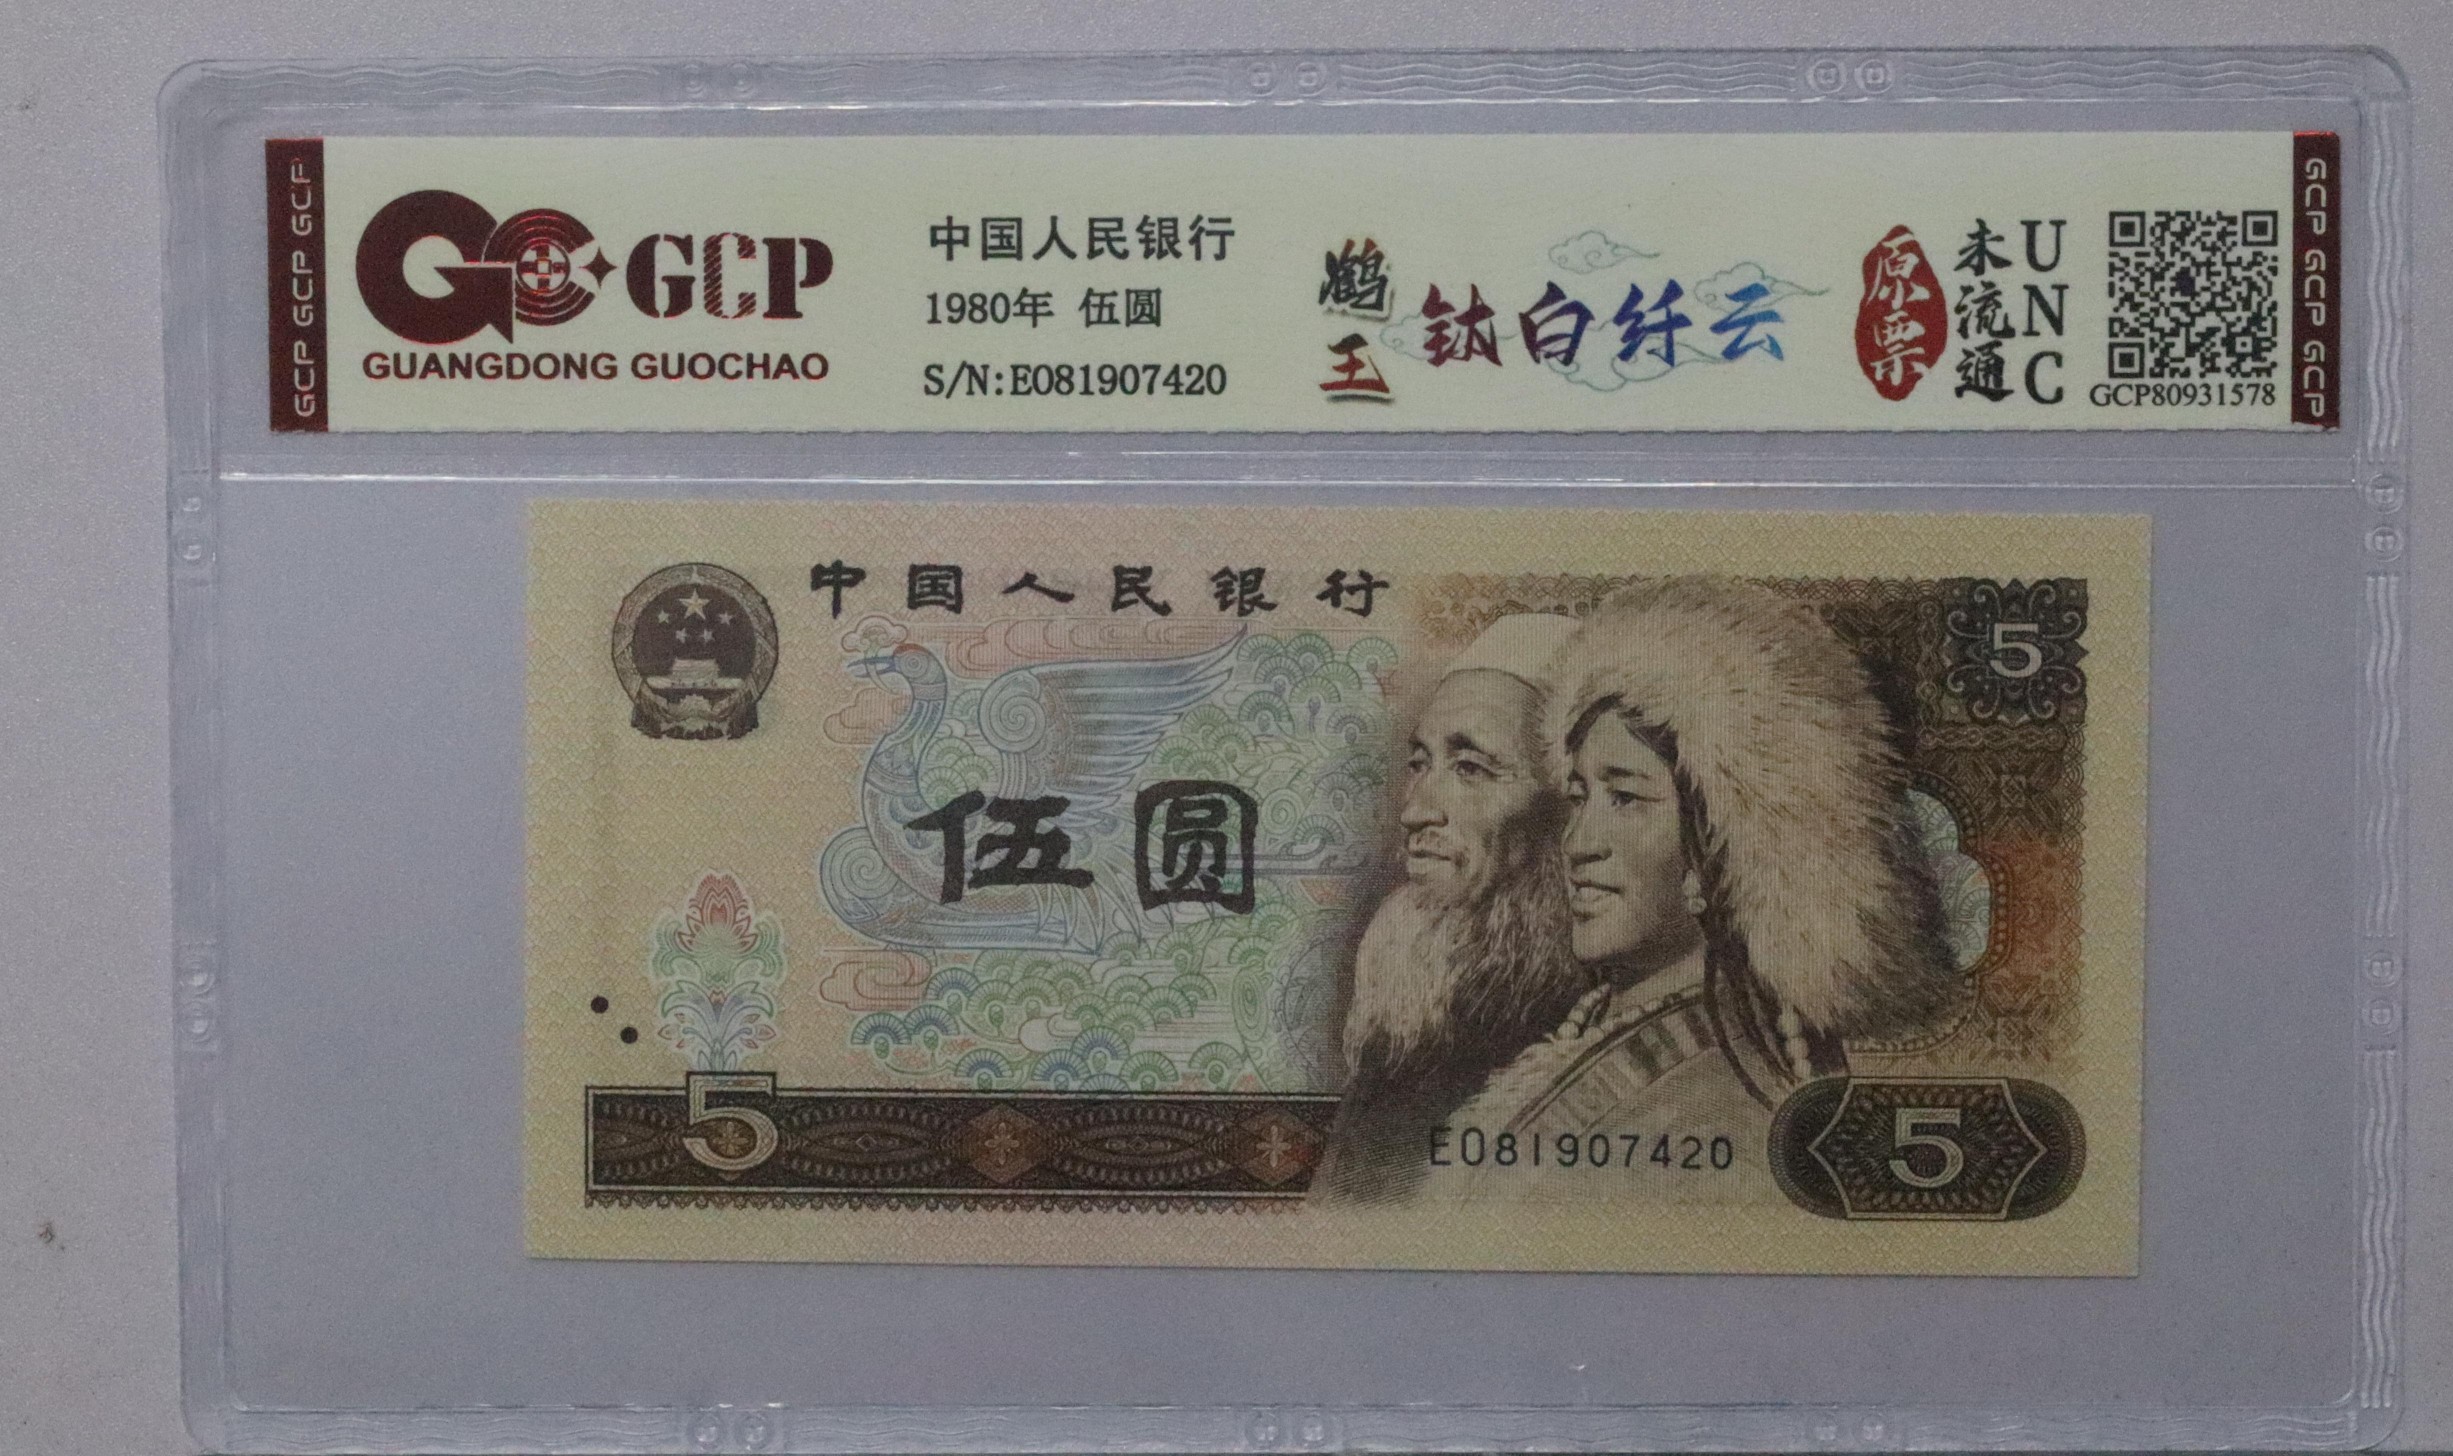 GCP GCP GCP
GCP
GUANGDONG GUOCHAO
中国人民银行
1980年 伍圆
S/N:E081907420
鹤王
钛白纤云
原票
未流通
UNC
GCP80931578
GCP GCP GCP
中国人民银行
5
伍圆
5
E081907420
5